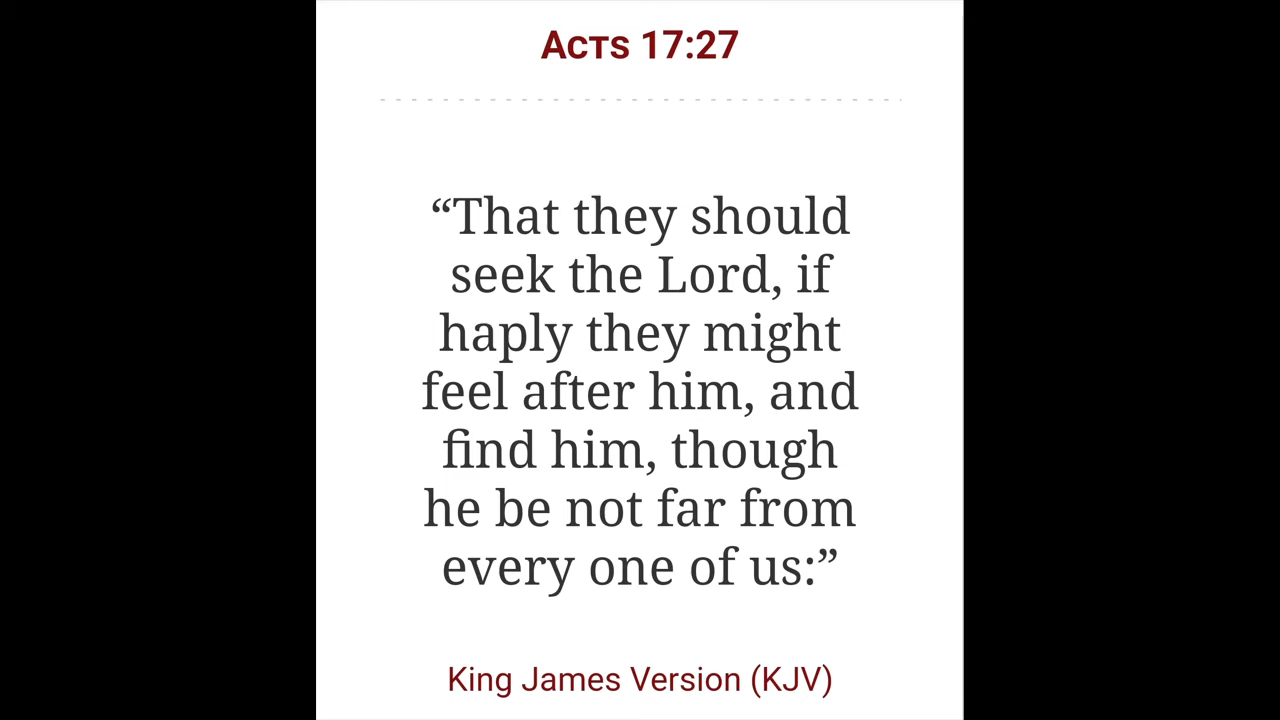 Acts 17:27
“That they should
seek the Lord, if
haply they might
feel after him, and
find him, though
he be not far from
every one of us:”
King James Version (KJV)